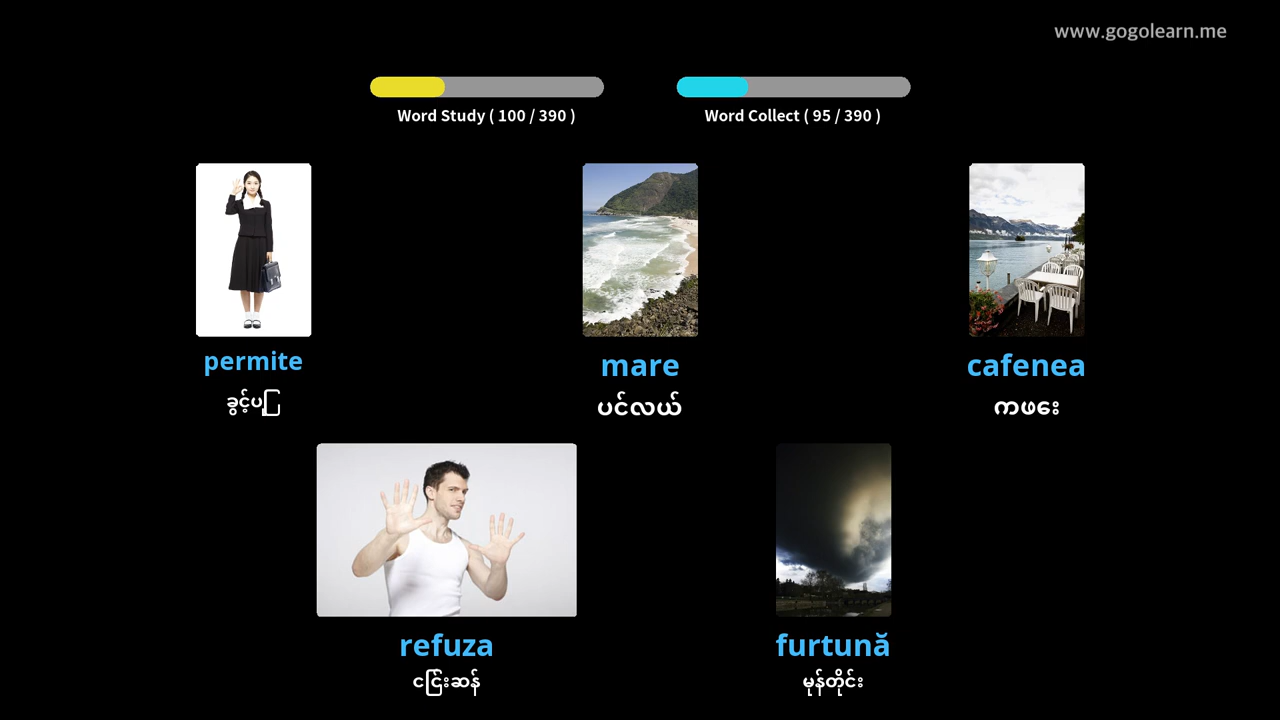 www.gogolearn.me
Word Study ( 100 / 390 )
Word Collect ( 95 / 390 )
permite
ခွင့်ပြု
mare
ပင်လယ်
cafenea
ကဖေး
refuza
ငြင်းဆန်
furtună
မုန်တိုင်း